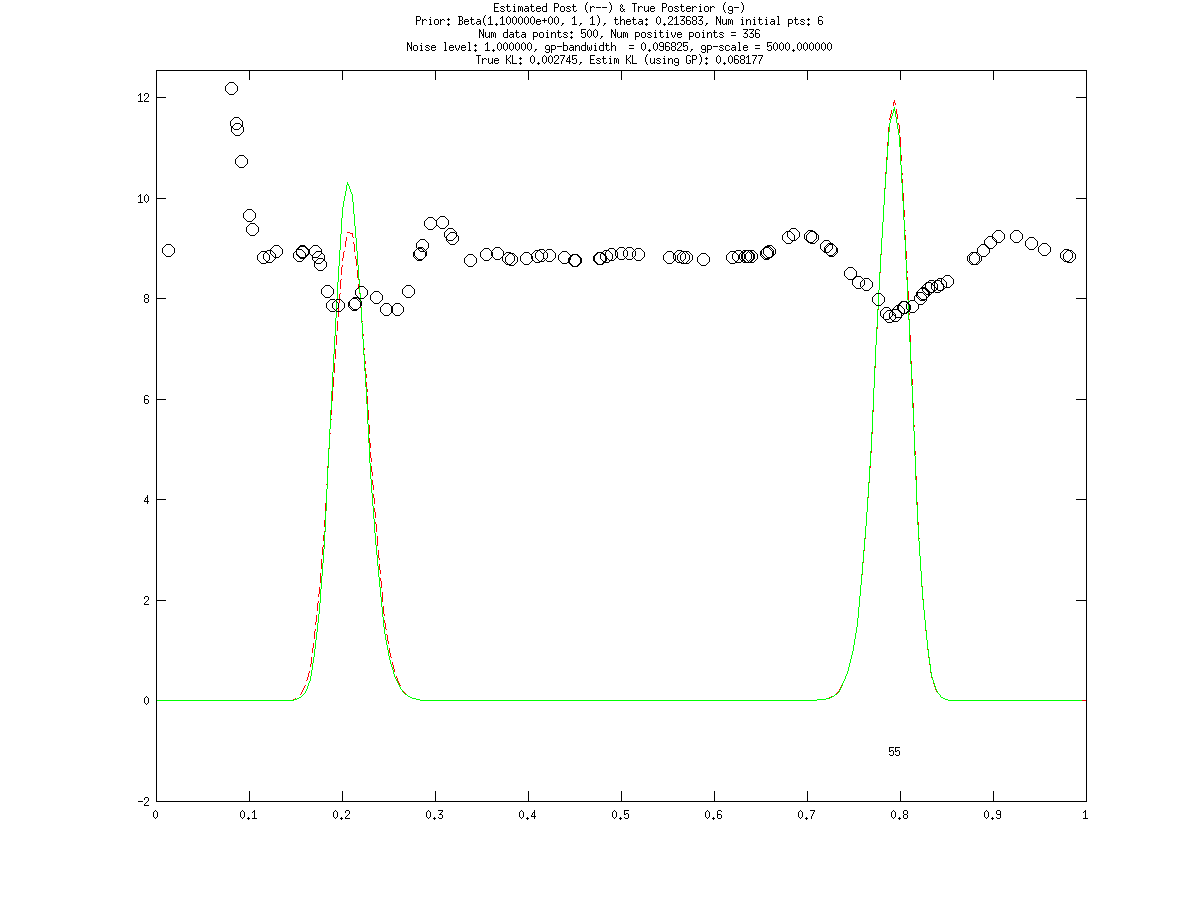 Estimated Post (r--) & True Posterior (g-)
Prior: Beta(1.100000e+00, 1, 1), theta: 0.213683, Num initial pts: 6
Num data points: 500, Num positive points = 336
Noise level: 1.000000, gp-bandwidth  = 0.096825, gp-scale = 5000.000000
True KL: 0.002745, Estim KL (using GP): 0.068177
12
10
8
6
4
2
0
55
-2
0 0.1 0.2 0.3 0.4 0.5 0.6 0.7 0.8 0.9 1